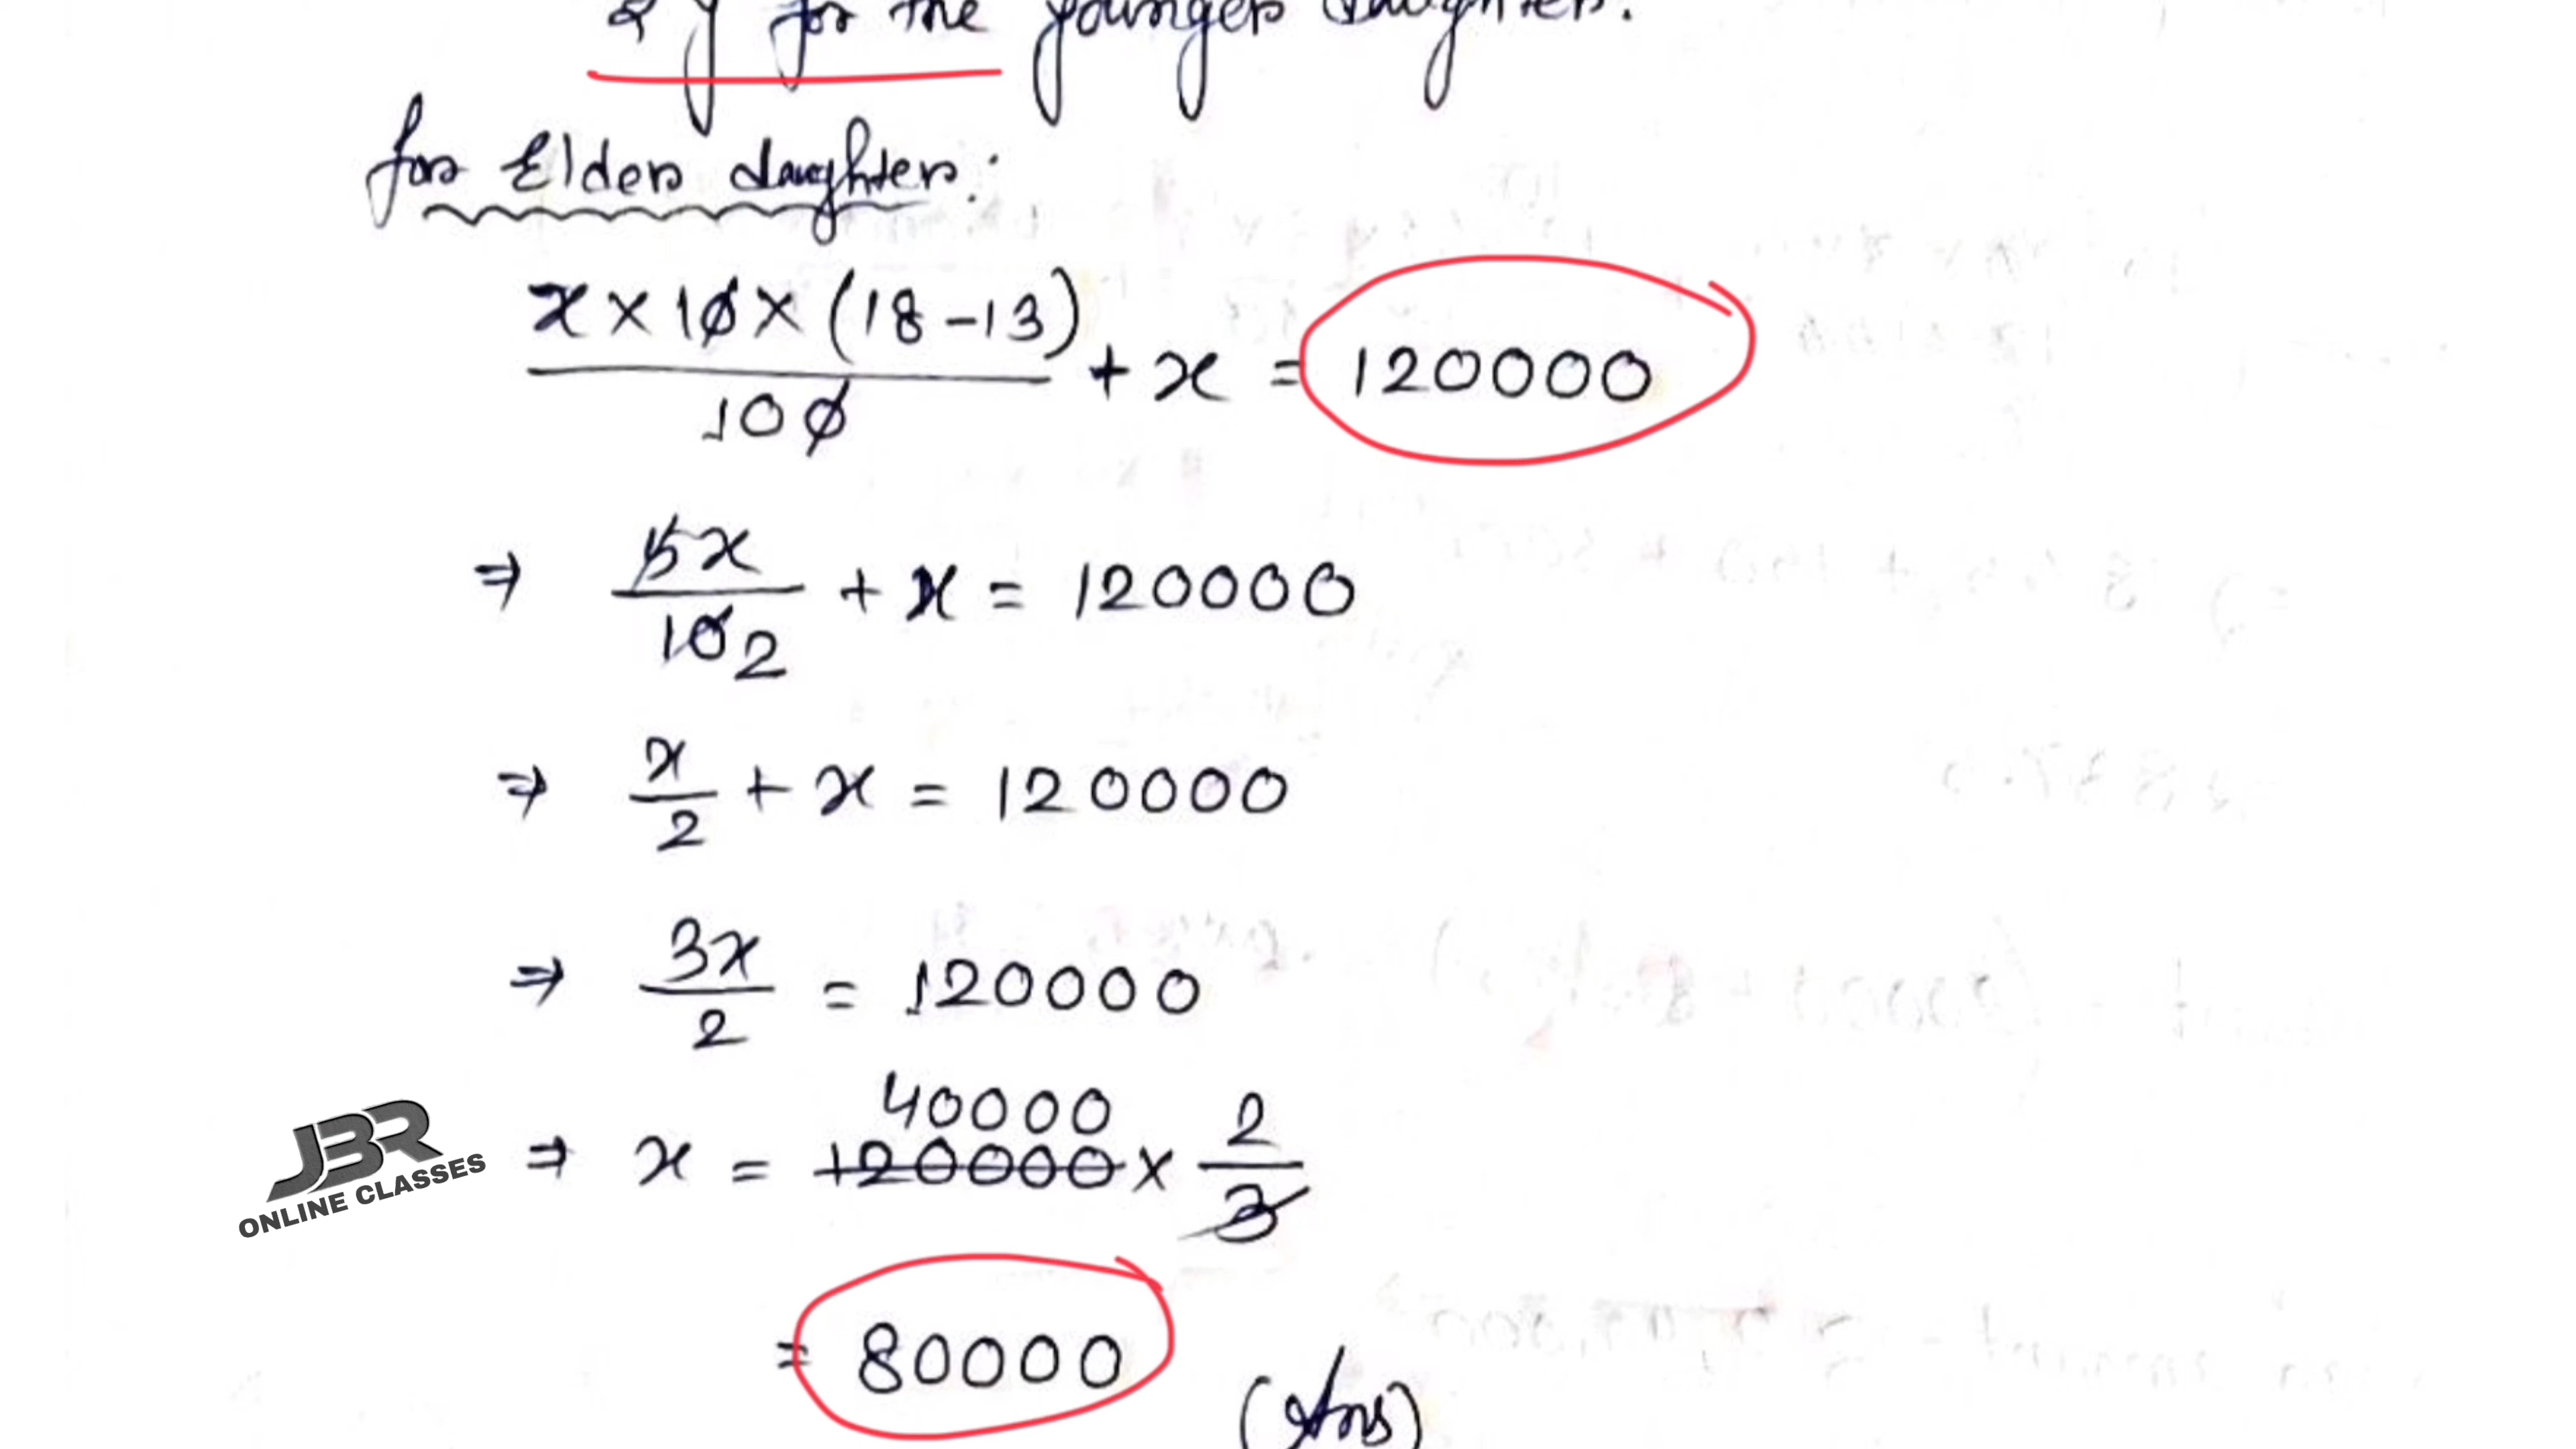 & y for the younger daughter.
for Elder daughter:
x × 10 × (18 - 13) / 100 + x = 120000
⇒ 5x / 10 2 + x = 120000
⇒ x / 2 + x = 120000
⇒ 3x / 2 = 120000
40000
⇒ x = 120000 × 2 / 3
= 80000
(Ans)
JBR
ONLINE CLASSES